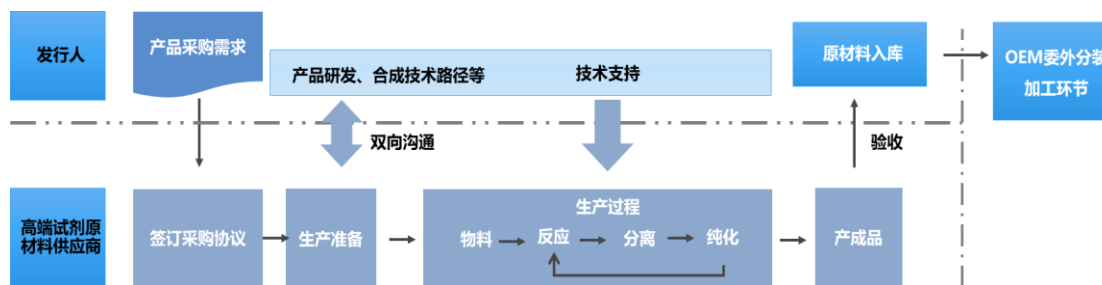 发行人
产品采购需求
产品研发、合成技术路径等
技术支持
原材料入库
OEM委外分装
加工环节
双向沟通
验收
高端试剂原
材料供应商
签订采购协议
生产准备
生产过程
物料
反应
分离
纯化
产成品